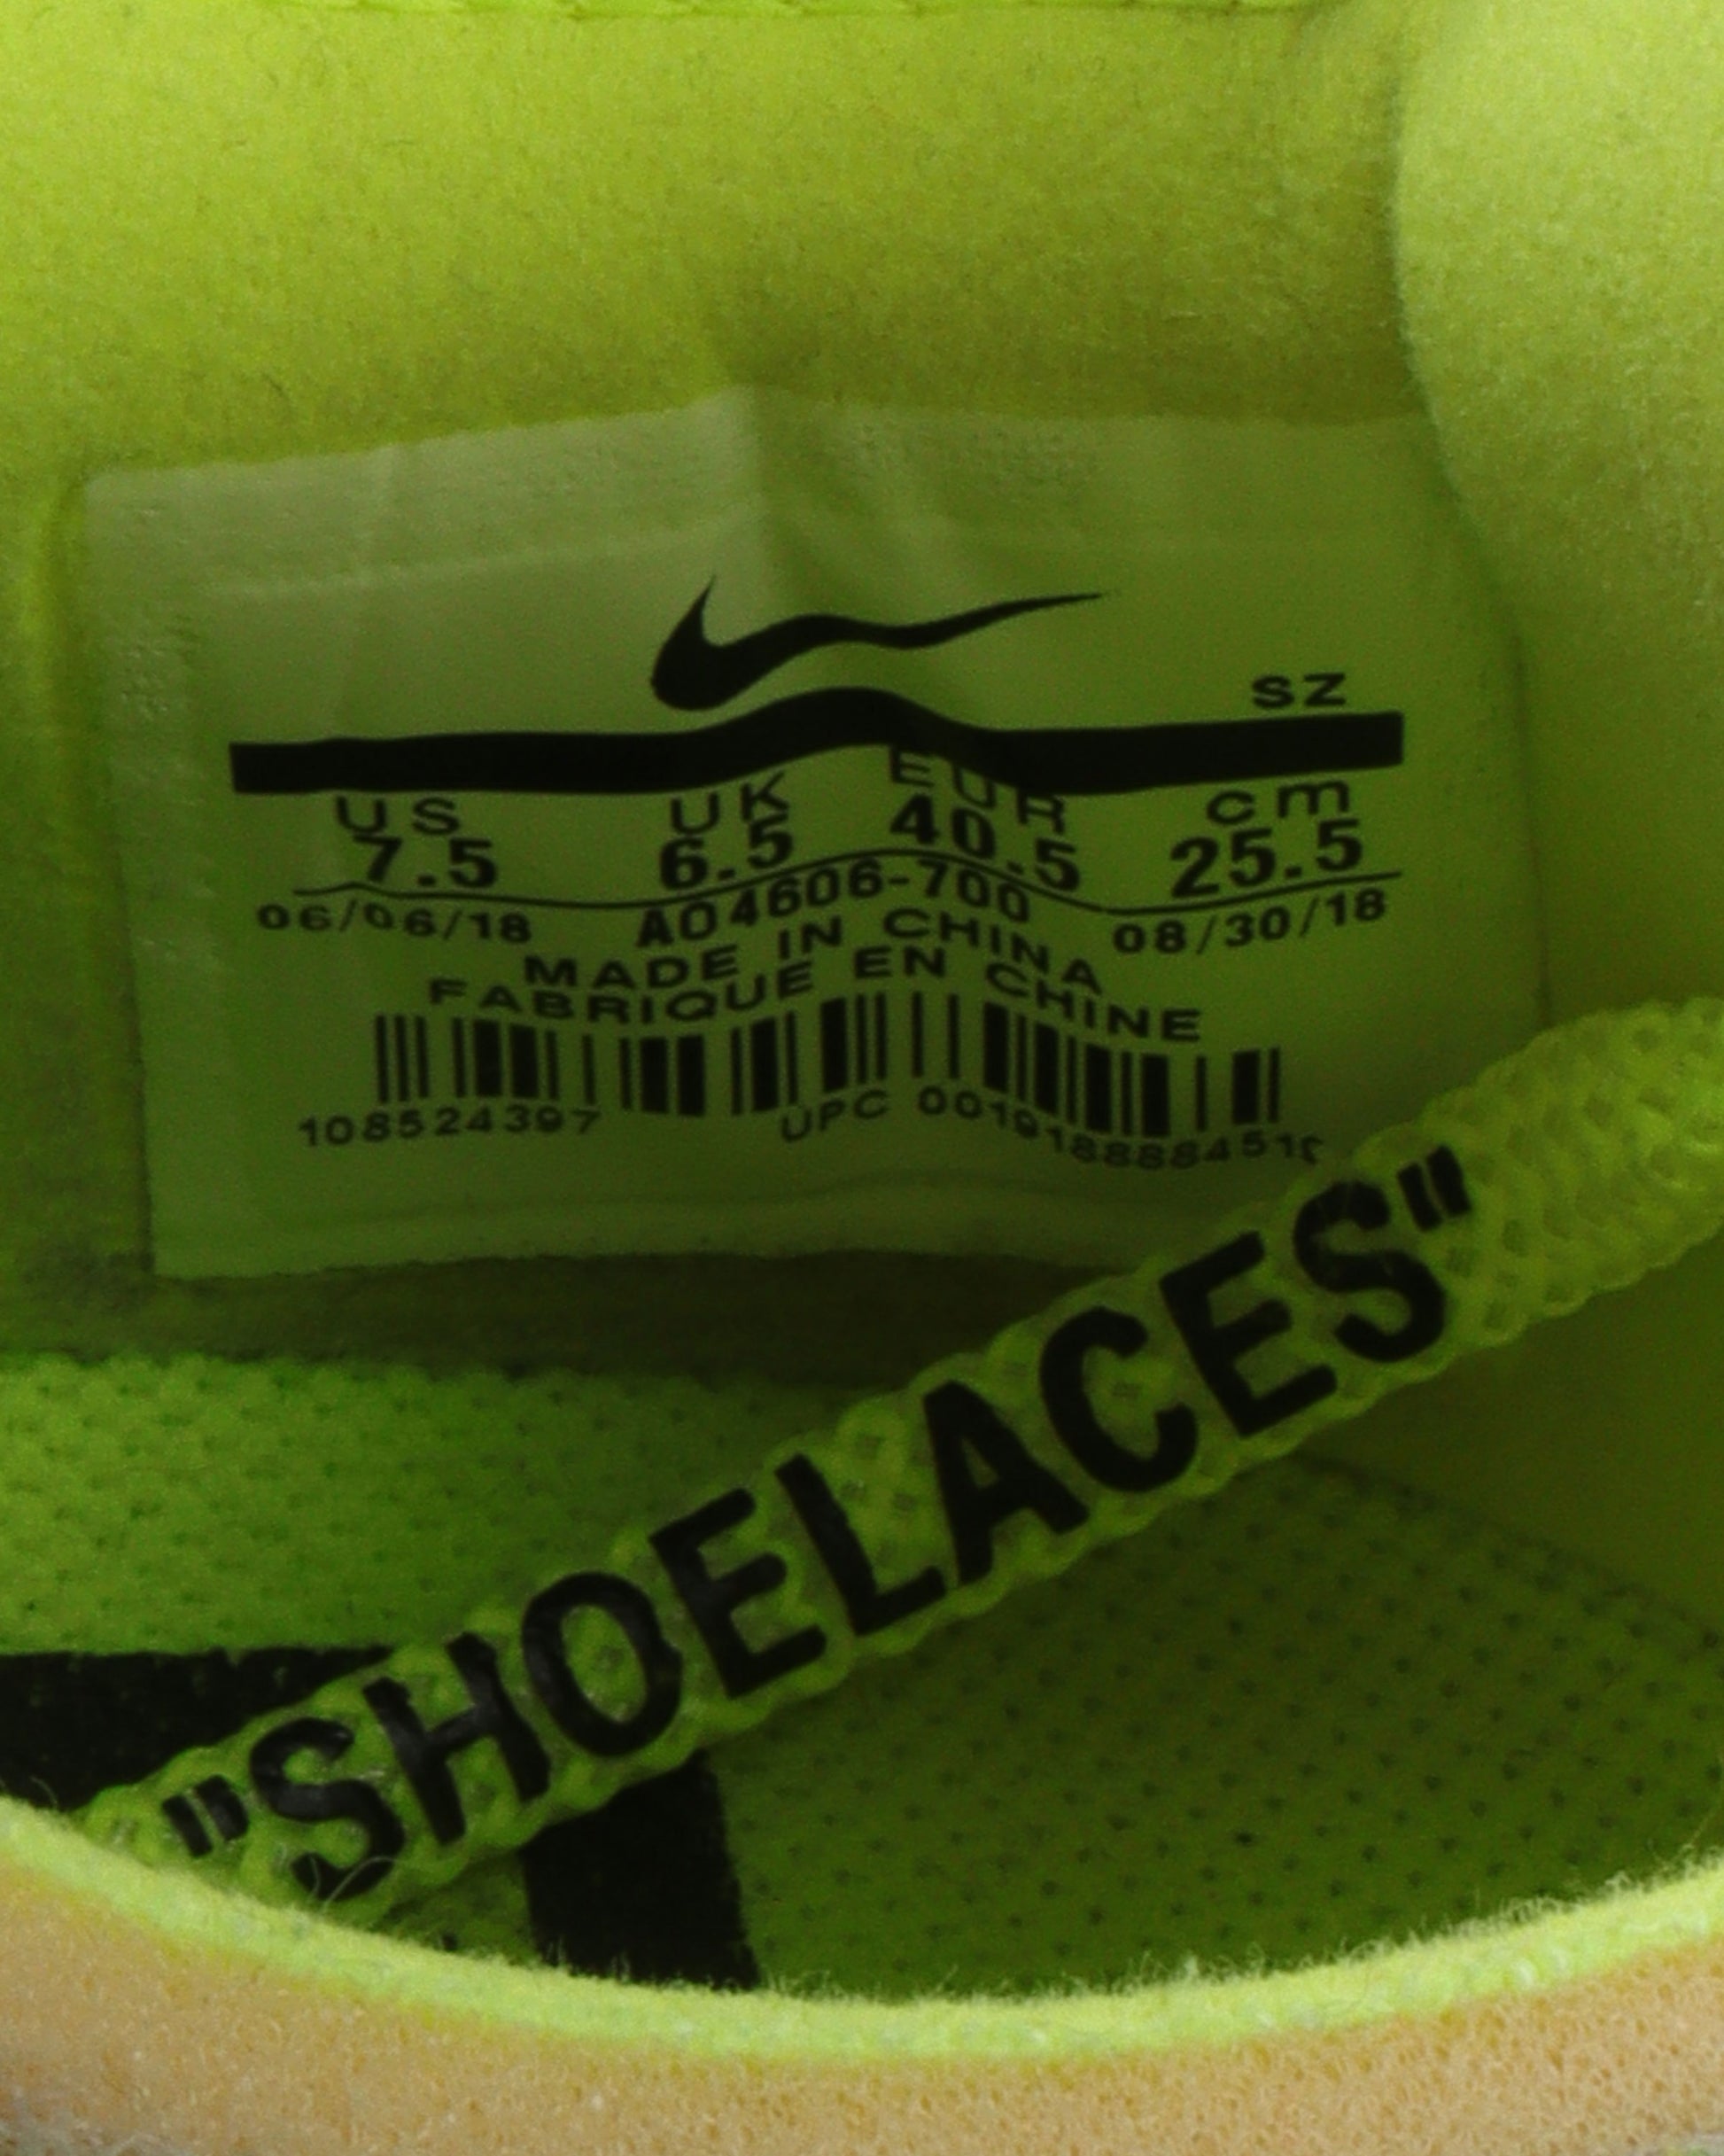 SZ
US UK EUR cm
7.5 6.5 40.5 25.5
06/06/18 AO4606-700 08/30/18
MADE IN CHINA
FABRIQUE EN CHINE
108524397 UPC
"SHOELACES"